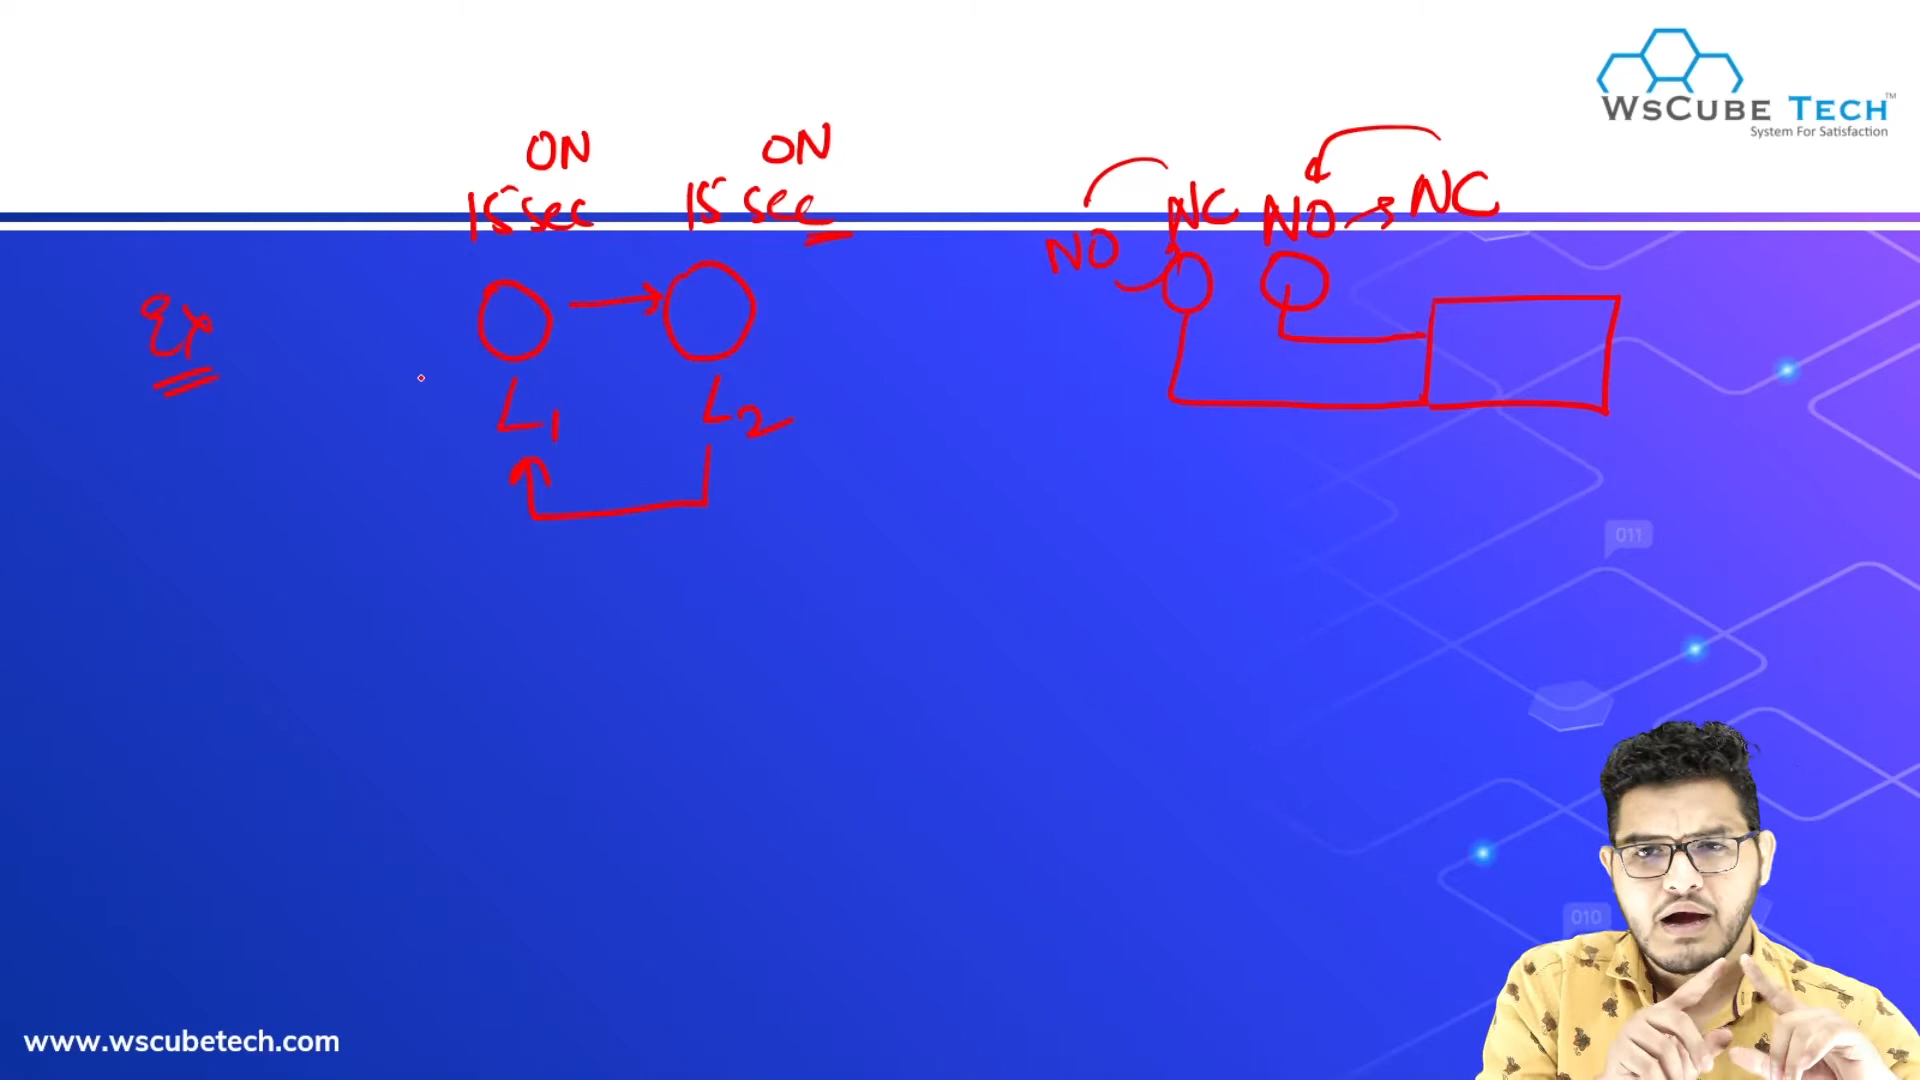 WSCUBE TECH™
System For Satisfaction
ON ON
15 sec 15 sec
NO NC NO NC
Ex
L1 L2
011
010
www.wscubetech.com